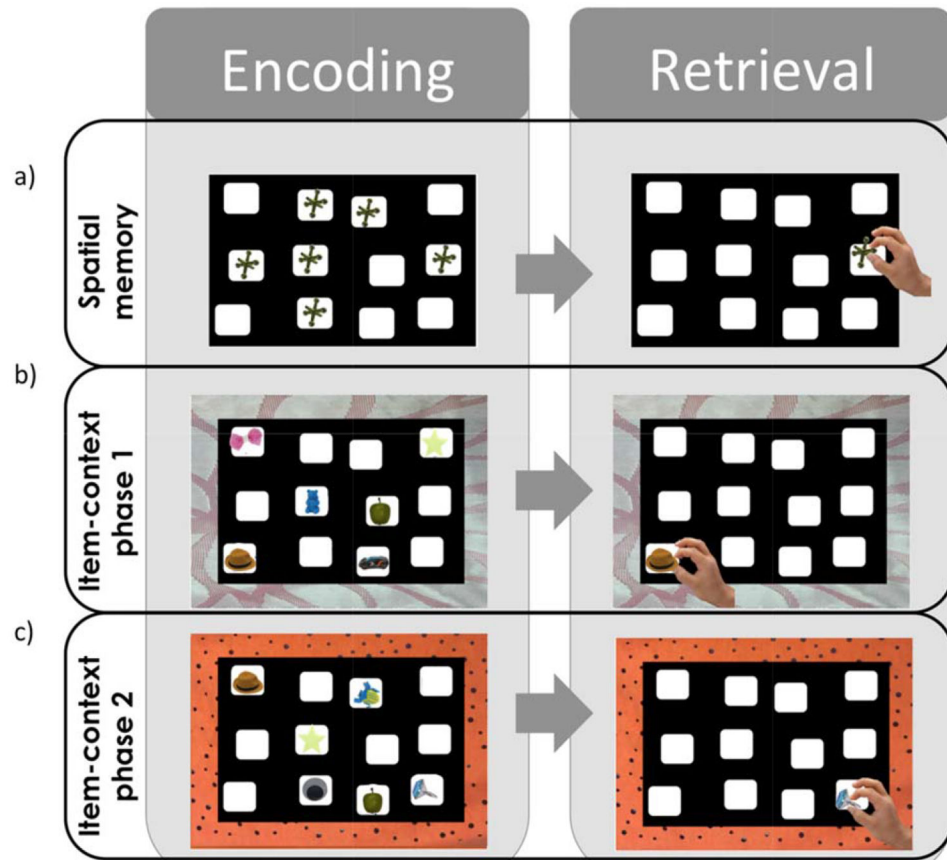 Encoding
Retrieval
a)
Spatial
memory
b)
Item-context
phase 1
c)
Item-context
phase 2